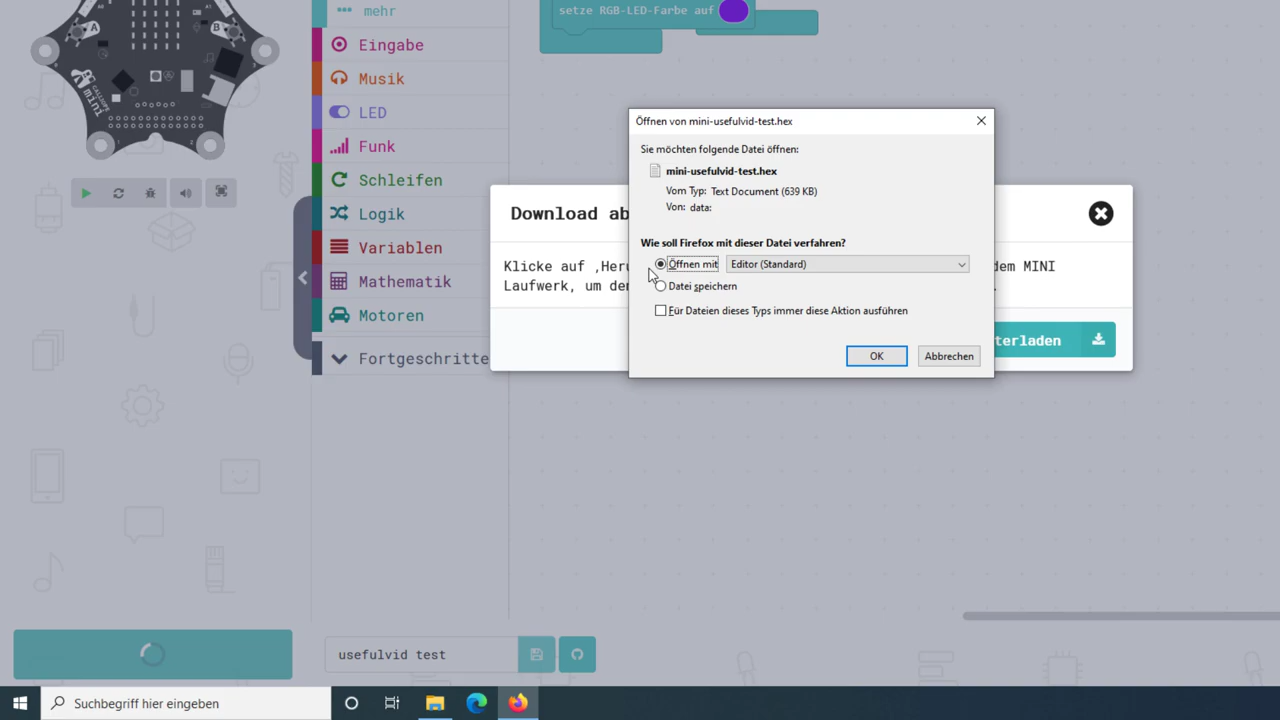 mehr
Eingabe
Musik
LED
Funk
Schleifen
Logik
Variablen
Mathematik
Motoren
Fortgeschritte
setze RGB-LED-Farbe auf
A
B
CALLIOPE
mini
Download ab
Klicke auf ‚Heru
dem MINI
Laufwerk, um der
terladen
Öffnen von mini-usefulvid-test.hex
Sie möchten folgende Datei öffnen:
mini-usefulvid-test.hex
Vom Typ: Text Document (639 KB)
Von: data:
Wie soll Firefox mit dieser Datei verfahren?
Öffnen mit
Editor (Standard)
Datei speichern
Für Dateien dieses Typs immer diese Aktion ausführen
OK
Abbrechen
usefulvid test
Suchbegriff hier eingeben